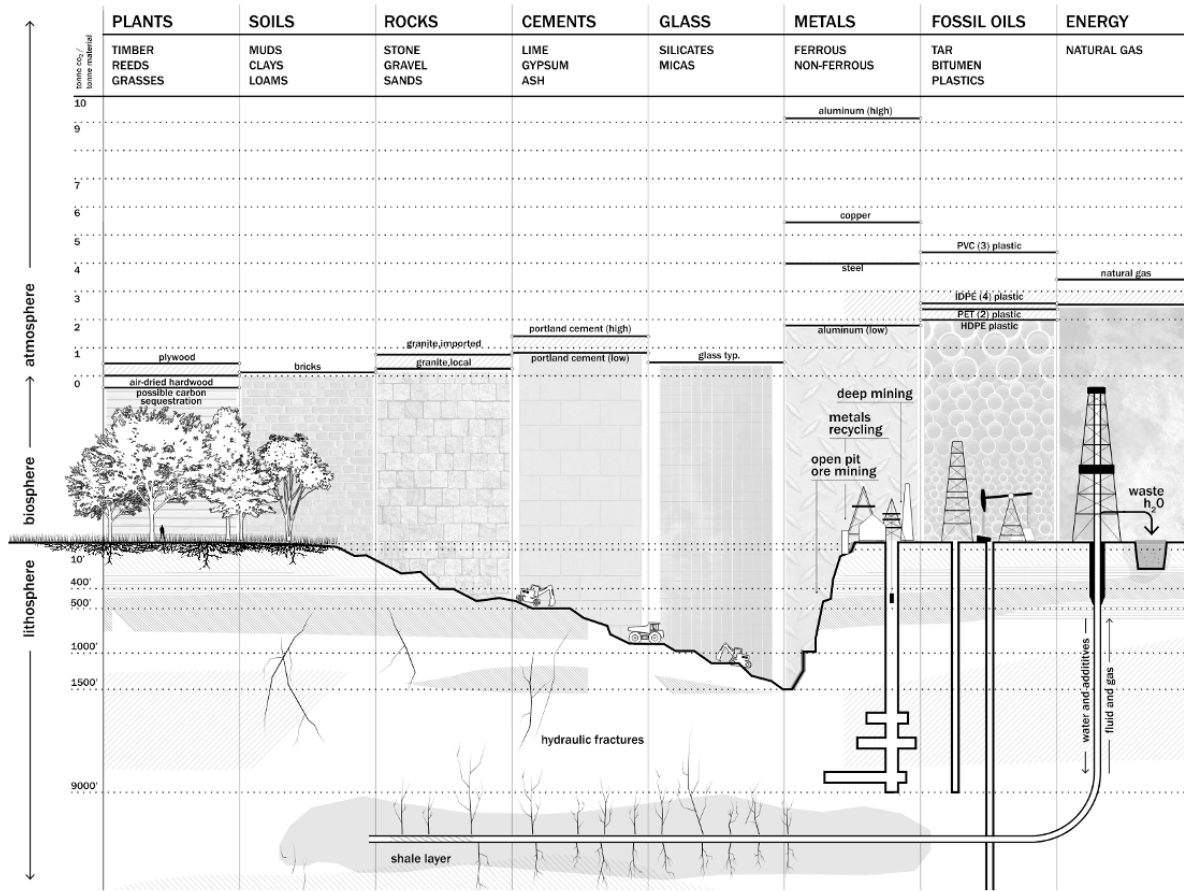 PLANTS
SOILS
ROCKS
CEMENTS
GLASS
METALS
FOSSIL OILS
ENERGY
tonne co₂ /
tonne material
TIMBER
REEDS
GRASSES
MUDS
CLAYS
LOAMS
STONE
GRAVEL
SANDS
LIME
GYPSUM
ASH
SILICATES
MICAS
FERROUS
NON-FERROUS
TAR
BITUMEN
PLASTICS
NATURAL GAS
10
9
7
6
5
4
3
2
1
0
10'
400'
500'
1000'
1500'
9000'
atmosphere
biosphere
lithosphere
plywood
air-dried hardwood
possible carbon
sequestration
bricks
granite,imported
granite,local
portland cement (high)
portland cement (low)
glass typ.
aluminum (high)
copper
steel
aluminum (low)
PVC (3) plastic
lDPE (4) plastic
PET (2) plastic
HDPE plastic
natural gas
deep mining
metals
recycling
open pit
ore mining
waste
h₂0
water and addititves
fluid and gas
hydraulic fractures
shale layer